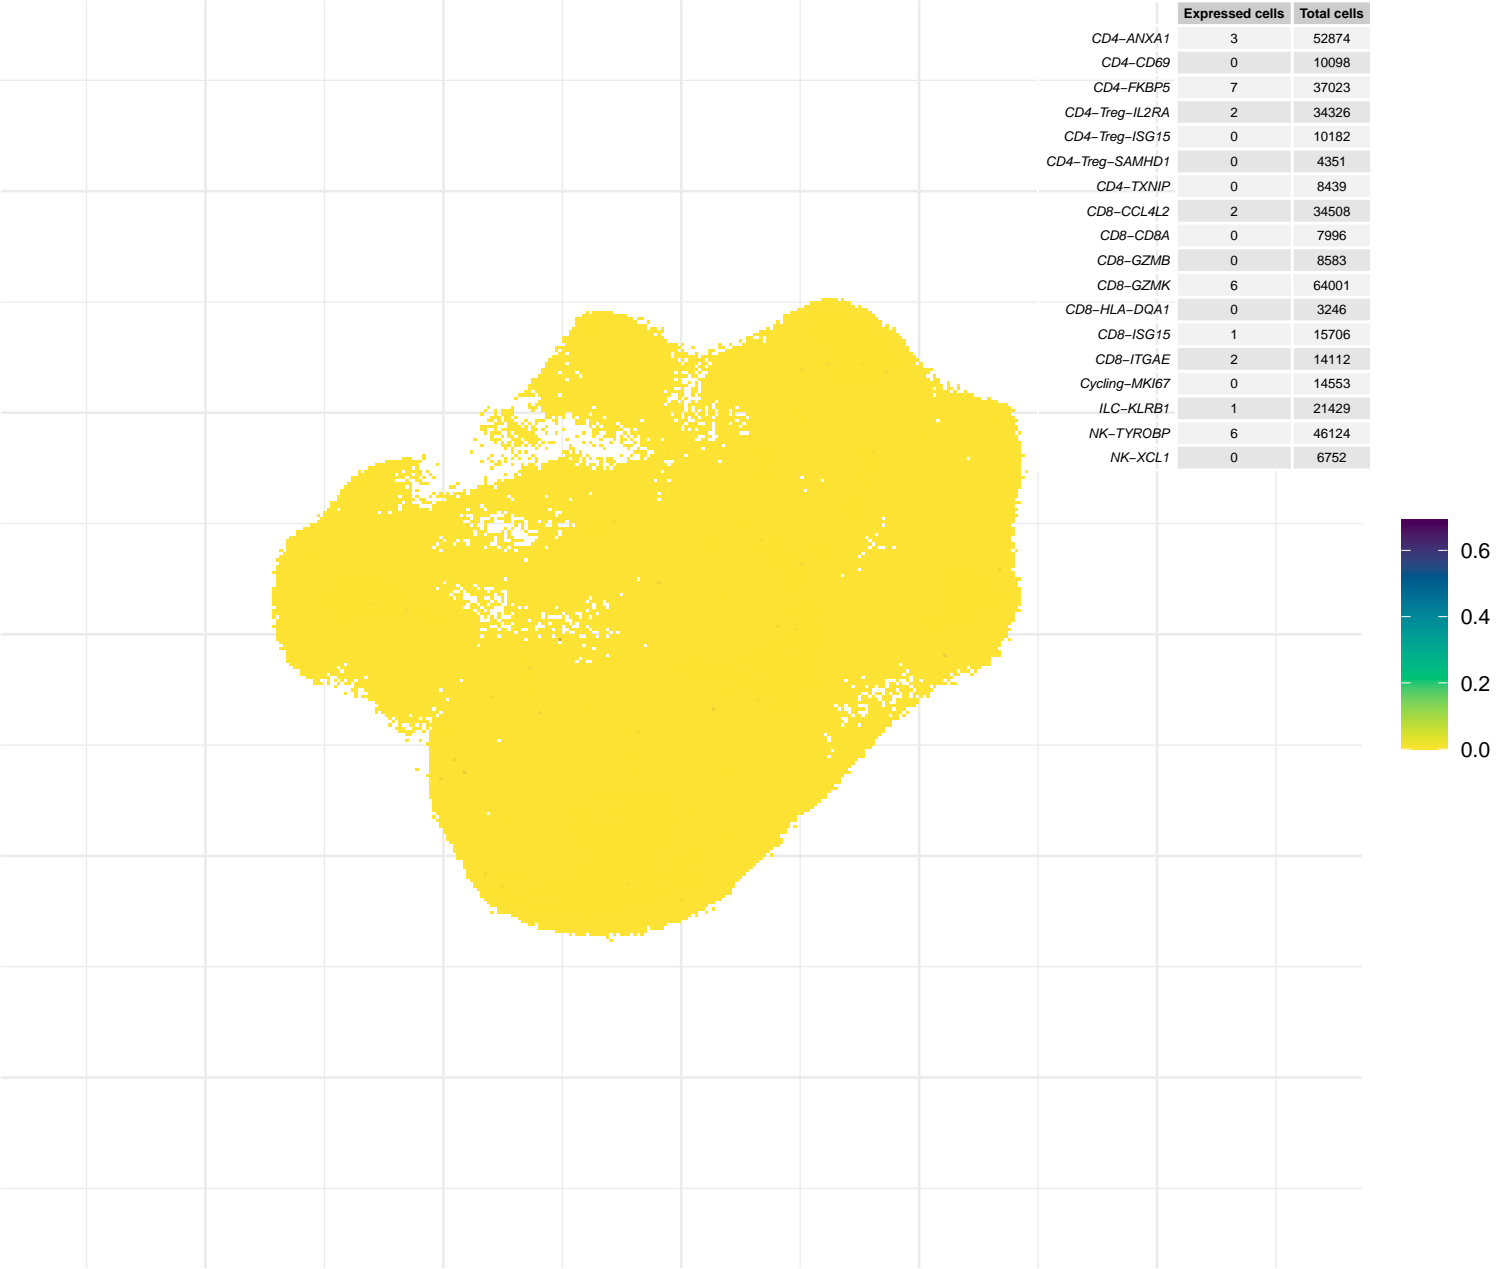 Expressed cells Total cells
CD4−ANXA1 3 52874
CD4−CD69 0 10098
CD4−FKBP5 7 37023
CD4−Treg−IL2RA 2 34326
CD4−Treg−ISG15 0 10182
CD4−Treg−SAMHD1 0 4351
CD4−TXNIP 0 8439
CD8−CCL4L2 2 34508
CD8−CD8A 0 7996
CD8−GZMB 0 8583
CD8−GZMK 6 64001
CD8−HLA−DQA1 0 3246
CD8−ISG15 1 15706
CD8−ITGAE 2 14112
Cycling−MKI67 0 14553
ILC−KLRB1 1 21429
NK−TYROBP 6 46124
NK−XCL1 0 6752
0.6
0.4
0.2
0.0